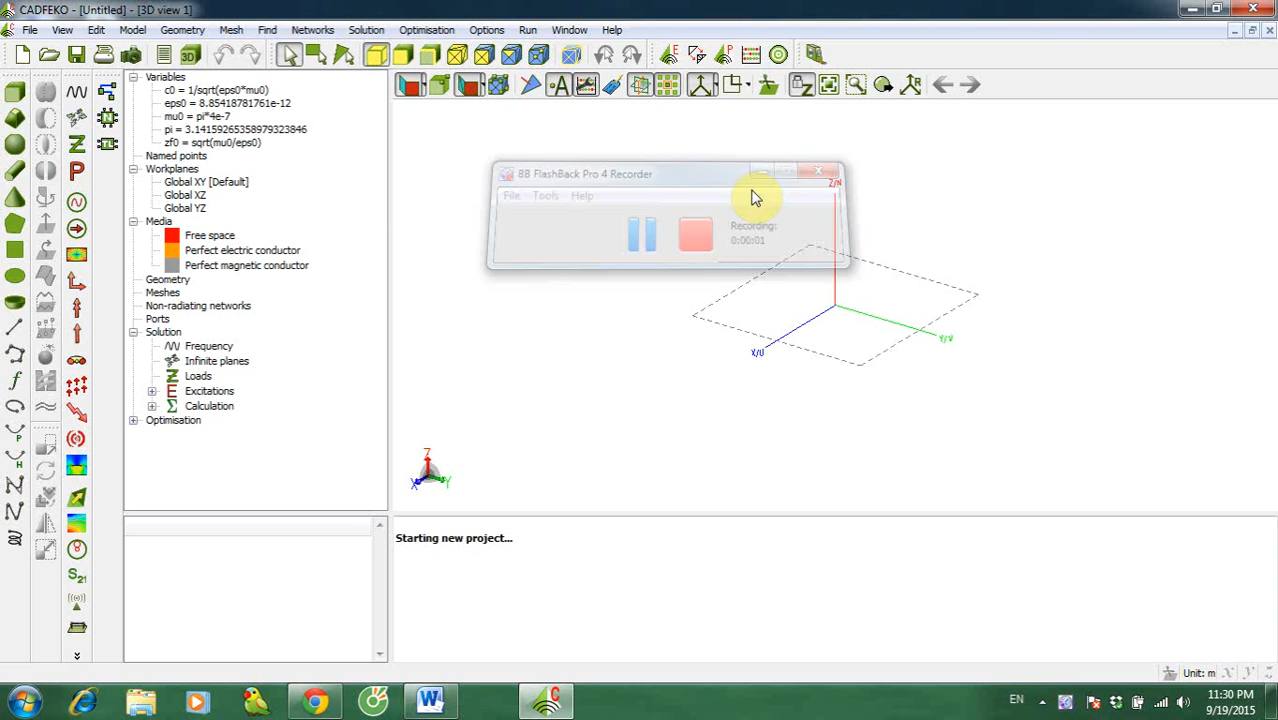 CADFEKO - [Untitled] - [3D view 1]
File View Edit Model Geometry Mesh Find Networks Solution Optimisation Options Run Window Help
Variables
c0 = 1/sqrt(eps0*mu0)
eps0 = 8.85418781761e-12
mu0 = pi*4e-7
pi = 3.14159265358979323846
zf0 = sqrt(mu0/eps0)
Named points
Workplanes
Global XY [Default]
Global XZ
Global YZ
Media
Free space
Perfect electric conductor
Perfect magnetic conductor
Geometry
Meshes
Non-radiating networks
Ports
Solution
Frequency
Infinite planes
Loads
Excitations
Calculation
Optimisation
BB FlashBack Pro 4 Recorder
File Tools Help
Recording:
0:00:01
Z/N
X/U
Y/V
Z
X
Y
Starting new project...
Unit: m
EN
11:30 PM
9/19/2015